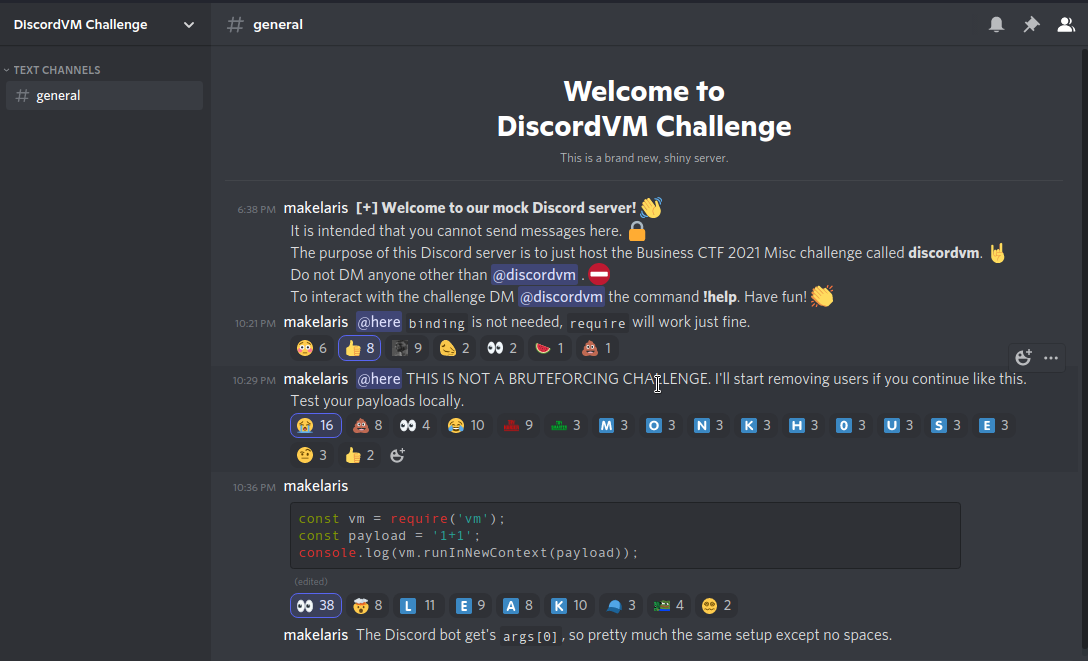 DiscordVM Challenge
# general
TEXT CHANNELS
# general
Welcome to
DiscordVM Challenge
This is a brand new, shiny server.
6:38 PM makelaris [+] Welcome to our mock Discord server! 👋
It is intended that you cannot send messages here. 🔒
The purpose of this Discord server is to just host the Business CTF 2021 Misc challenge called discordvm. 🤘
Do not DM anyone other than @discordvm . ⛔
To interact with the challenge DM @discordvm the command !help. Have fun! 👏
10:21 PM makelaris @here binding is not needed, require will work just fine.
6 8 9 2 2 1 1
10:29 PM makelaris @here THIS IS NOT A BRUTEFORCING CHALLENGE. I'll start removing users if you continue like this.
Test your payloads locally.
16 8 4 10 9 3 M 3 O 3 N 3 K 3 H 3 0 3 U 3 S 3 E 3
3 2
10:36 PM makelaris
const vm = require('vm');
const payload = '1+1';
console.log(vm.runInNewContext(payload));
(edited)
38 8 L 11 E 9 A 8 K 10 3 4 2
makelaris The Discord bot get's args[0], so pretty much the same setup except no spaces.